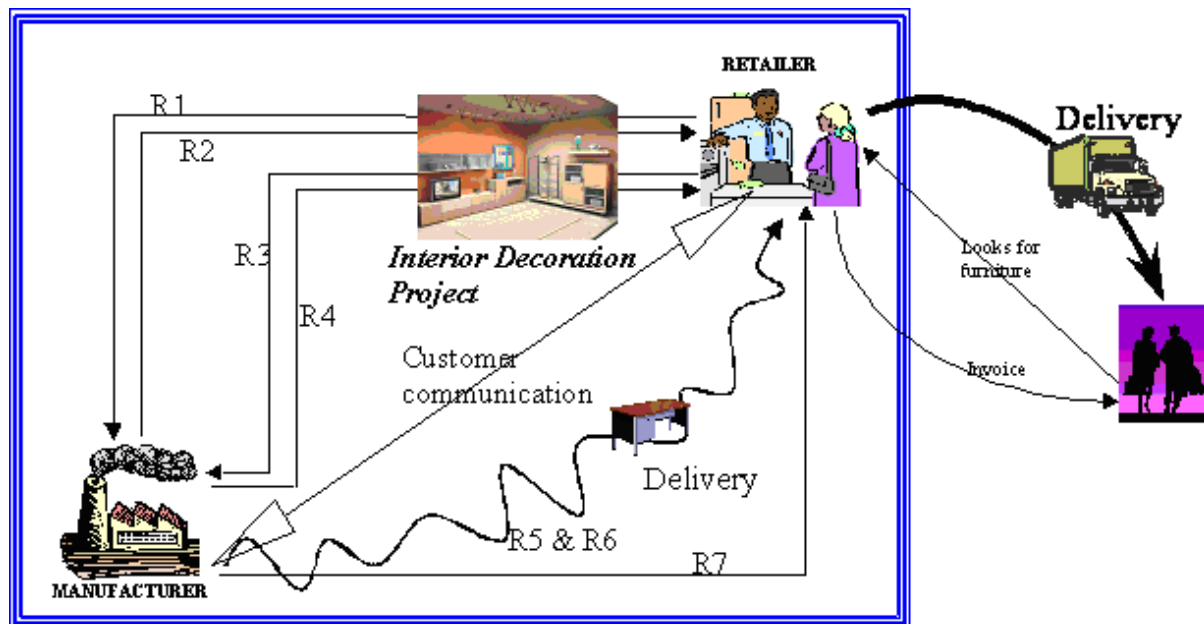 RETAILER
R1
Delivery
R2
Interior Decoration
Project
R3
Looks for
furniture
R4
Customer
communication
Invoice
Delivery
R5 & R6
R7
MANUFACTURER